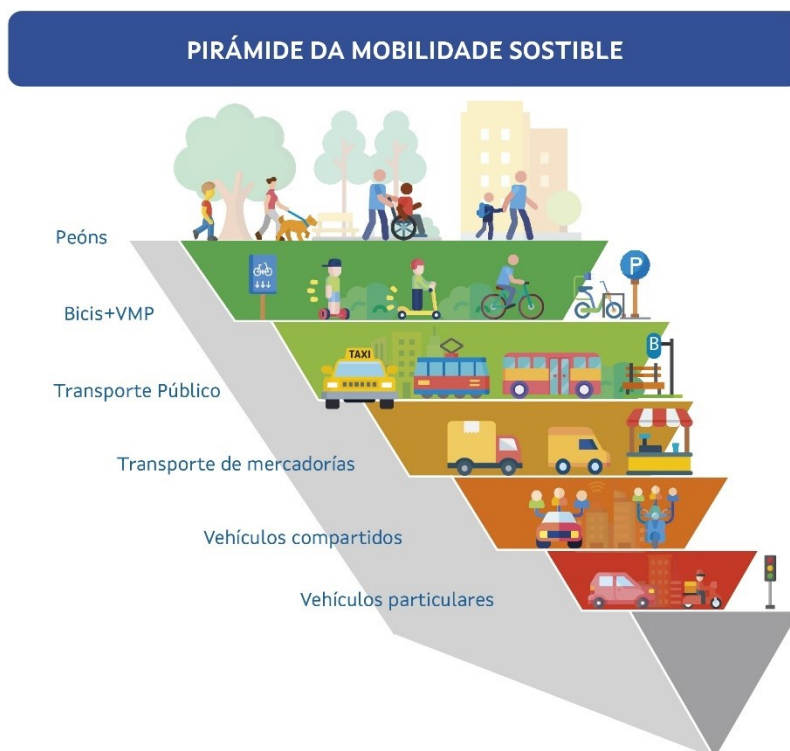 PIRÁMIDE DA MOBILIDADE SOSTIBLE
Peóns
P
Bicis+VMP
TAXI
B
Transporte Público
Transporte de mercadorías
Vehículos compartidos
Vehículos particulares